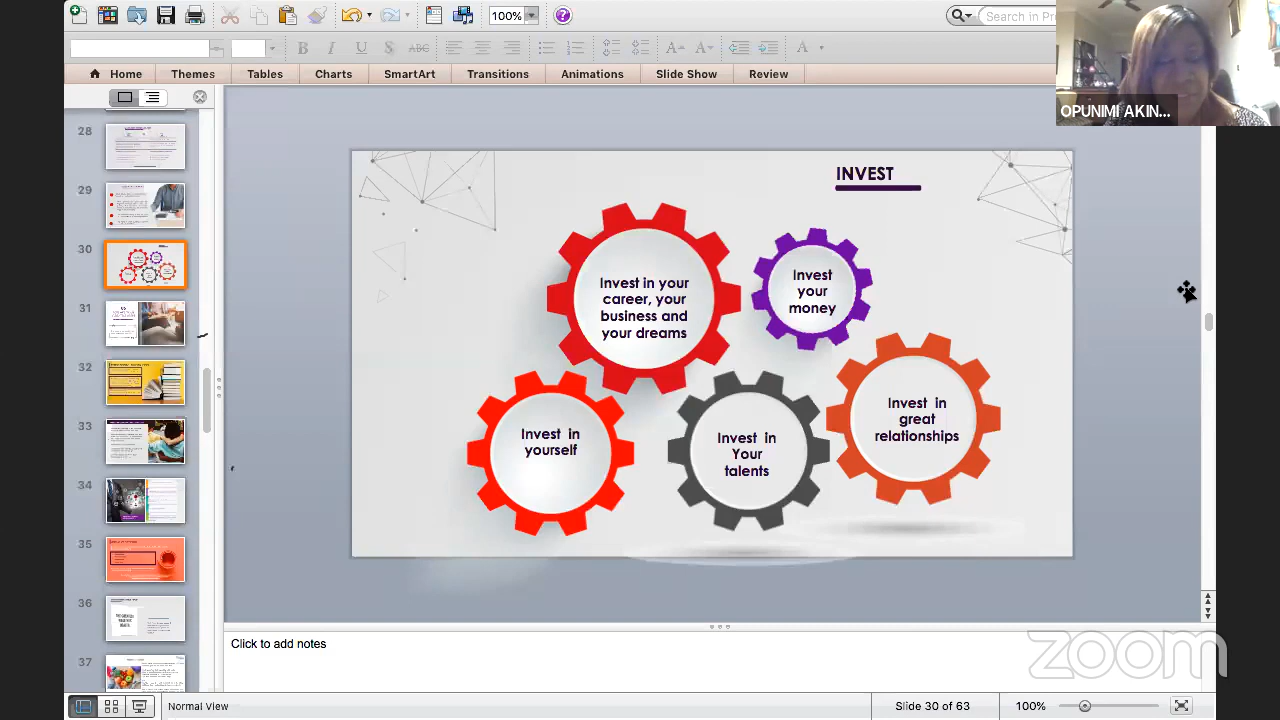 100%
Search in Pr
OPUNIMI AKIN...
B I U S ABC
Home Themes Tables Charts SmartArt Transitions Animations Slide Show Review
28
29
30
31
32
33
34
35
36
37
INVEST
Invest in your
career, your
business and
your dreams
Invest
your
money
Invest in
yourself
Invest in
Your
talents
Invest in
great
relationships
Click to add notes
zoom
Normal View
Slide 30 of 63
100%